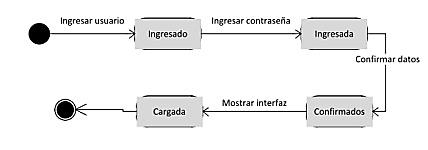 Ingresar usuario
Ingresado
Ingresar contraseña
Ingresada
Confirmar datos
Confirmados
Mostrar interfaz
Cargada